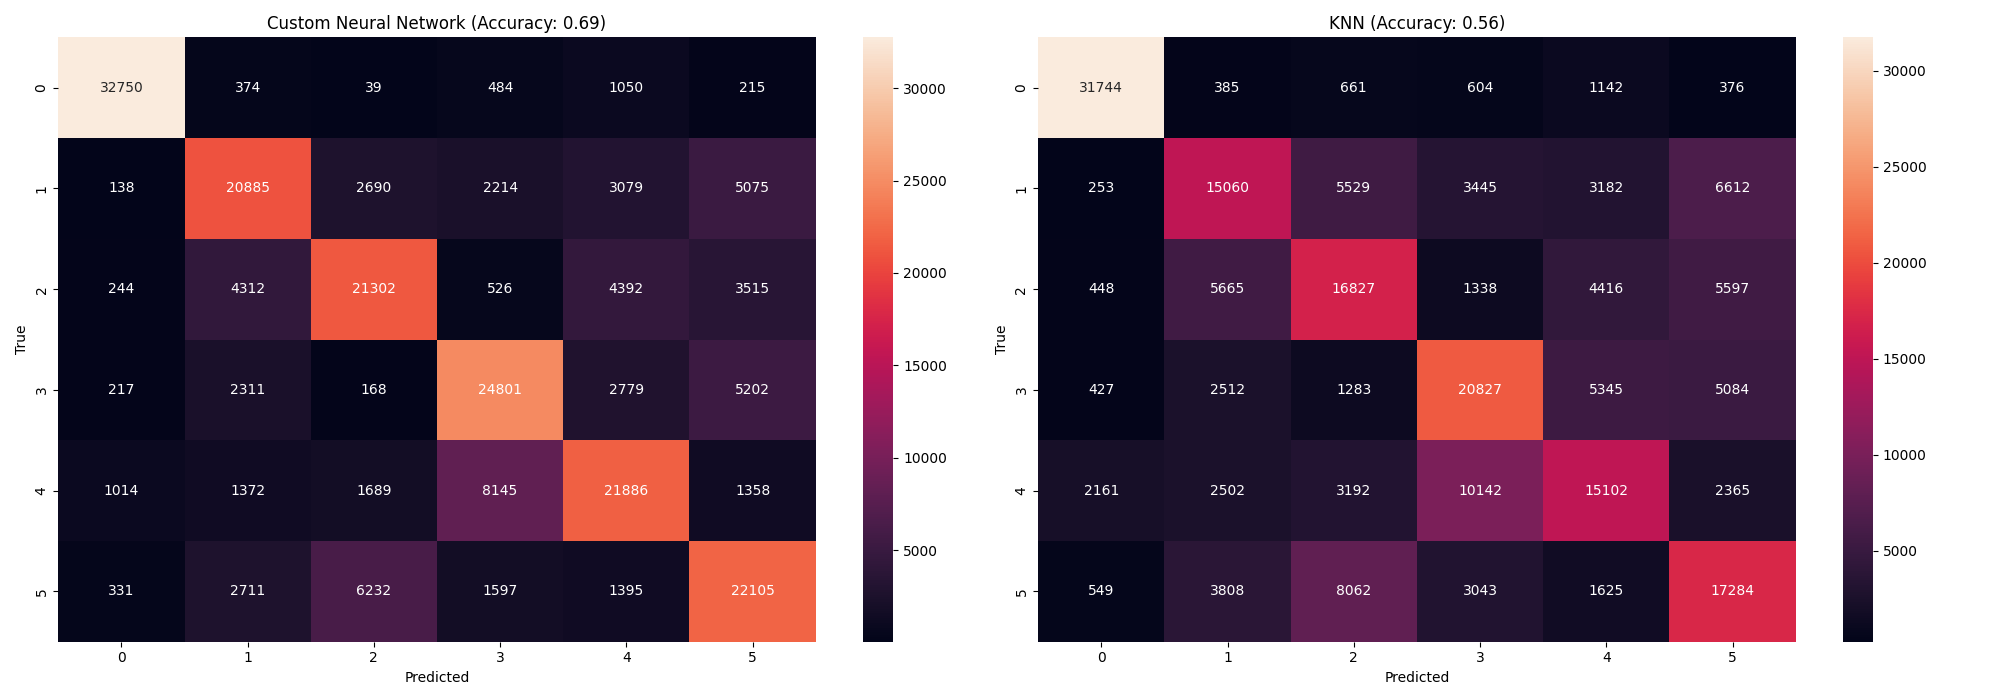 Custom Neural Network (Accuracy: 0.69)
0 32750 374 39 484 1050 215
1 138 20885 2690 2214 3079 5075
2 244 4312 21302 526 4392 3515
3 217 2311 168 24801 2779 5202
4 1014 1372 1689 8145 21886 1358
5 331 2711 6232 1597 1395 22105
0 1 2 3 4 5
Predicted
True
30000
25000
20000
15000
10000
5000
KNN (Accuracy: 0.56)
0 31744 385 661 604 1142 376
1 253 15060 5529 3445 3182 6612
2 448 5665 16827 1338 4416 5597
3 427 2512 1283 20827 5345 5084
4 2161 2502 3192 10142 15102 2365
5 549 3808 8062 3043 1625 17284
0 1 2 3 4 5
Predicted
True
30000
25000
20000
15000
10000
5000